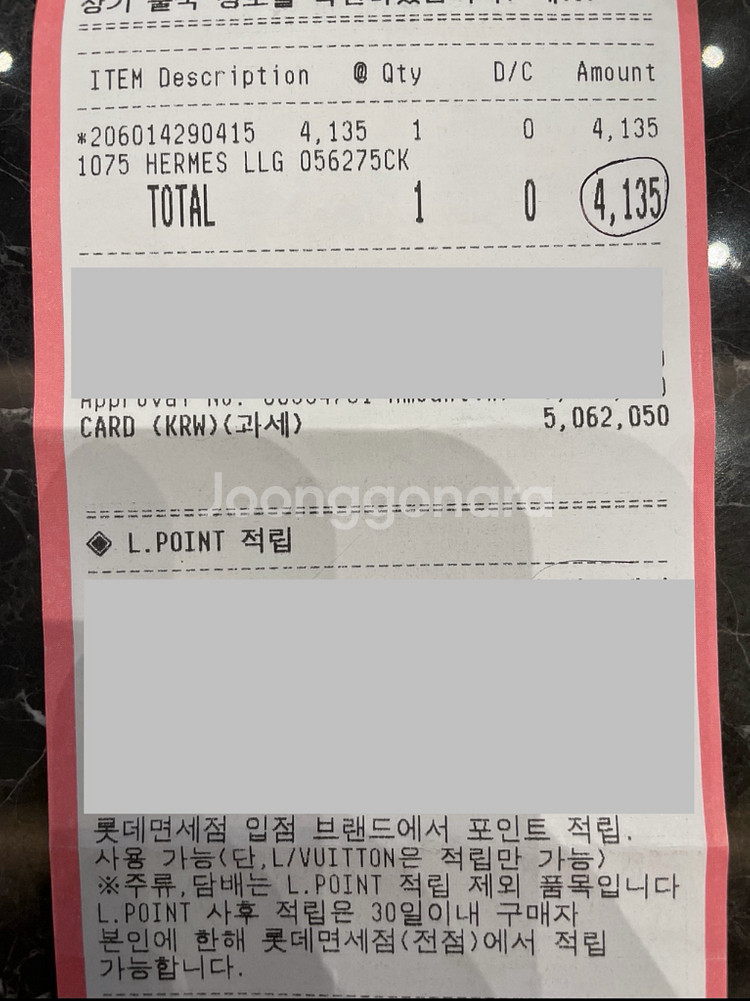 ITEM Description @ Qty D/C Amount
*206014290415 4,135 1 0 4,135
1075 HERMES LLG 056275CK
TOTAL 1 0 4,135
Approval No.
CARD (KRW)(과세) 5,062,050
Joonggonara
◈ L.POINT 적립
롯데면세점 입점 브랜드에서 포인트 적립.
사용 가능(단,L/VUITTON은 적립만 가능)
※주류,담배는 L.POINT 적립 제외 품목입니다
L.POINT 사후 적립은 30일이내 구매자
본인에 한해 롯데면세점(전점)에서 적립
가능합니다.